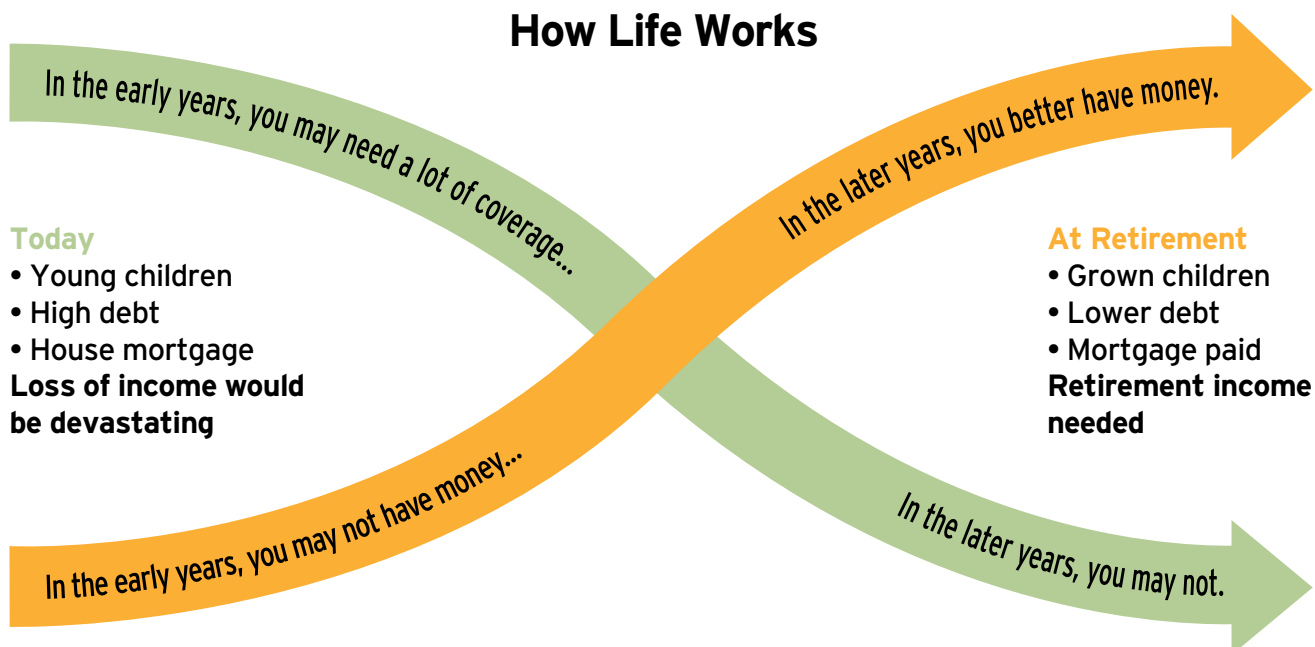 How Life Works
In the early years, you may need a lot of coverage...
In the later years, you better have money.
Today
• Young children
• High debt
• House mortgage
Loss of income would
be devastating
At Retirement
• Grown children
• Lower debt
• Mortgage paid
Retirement income
needed
In the early years, you may not have money...
In the later years, you may not.